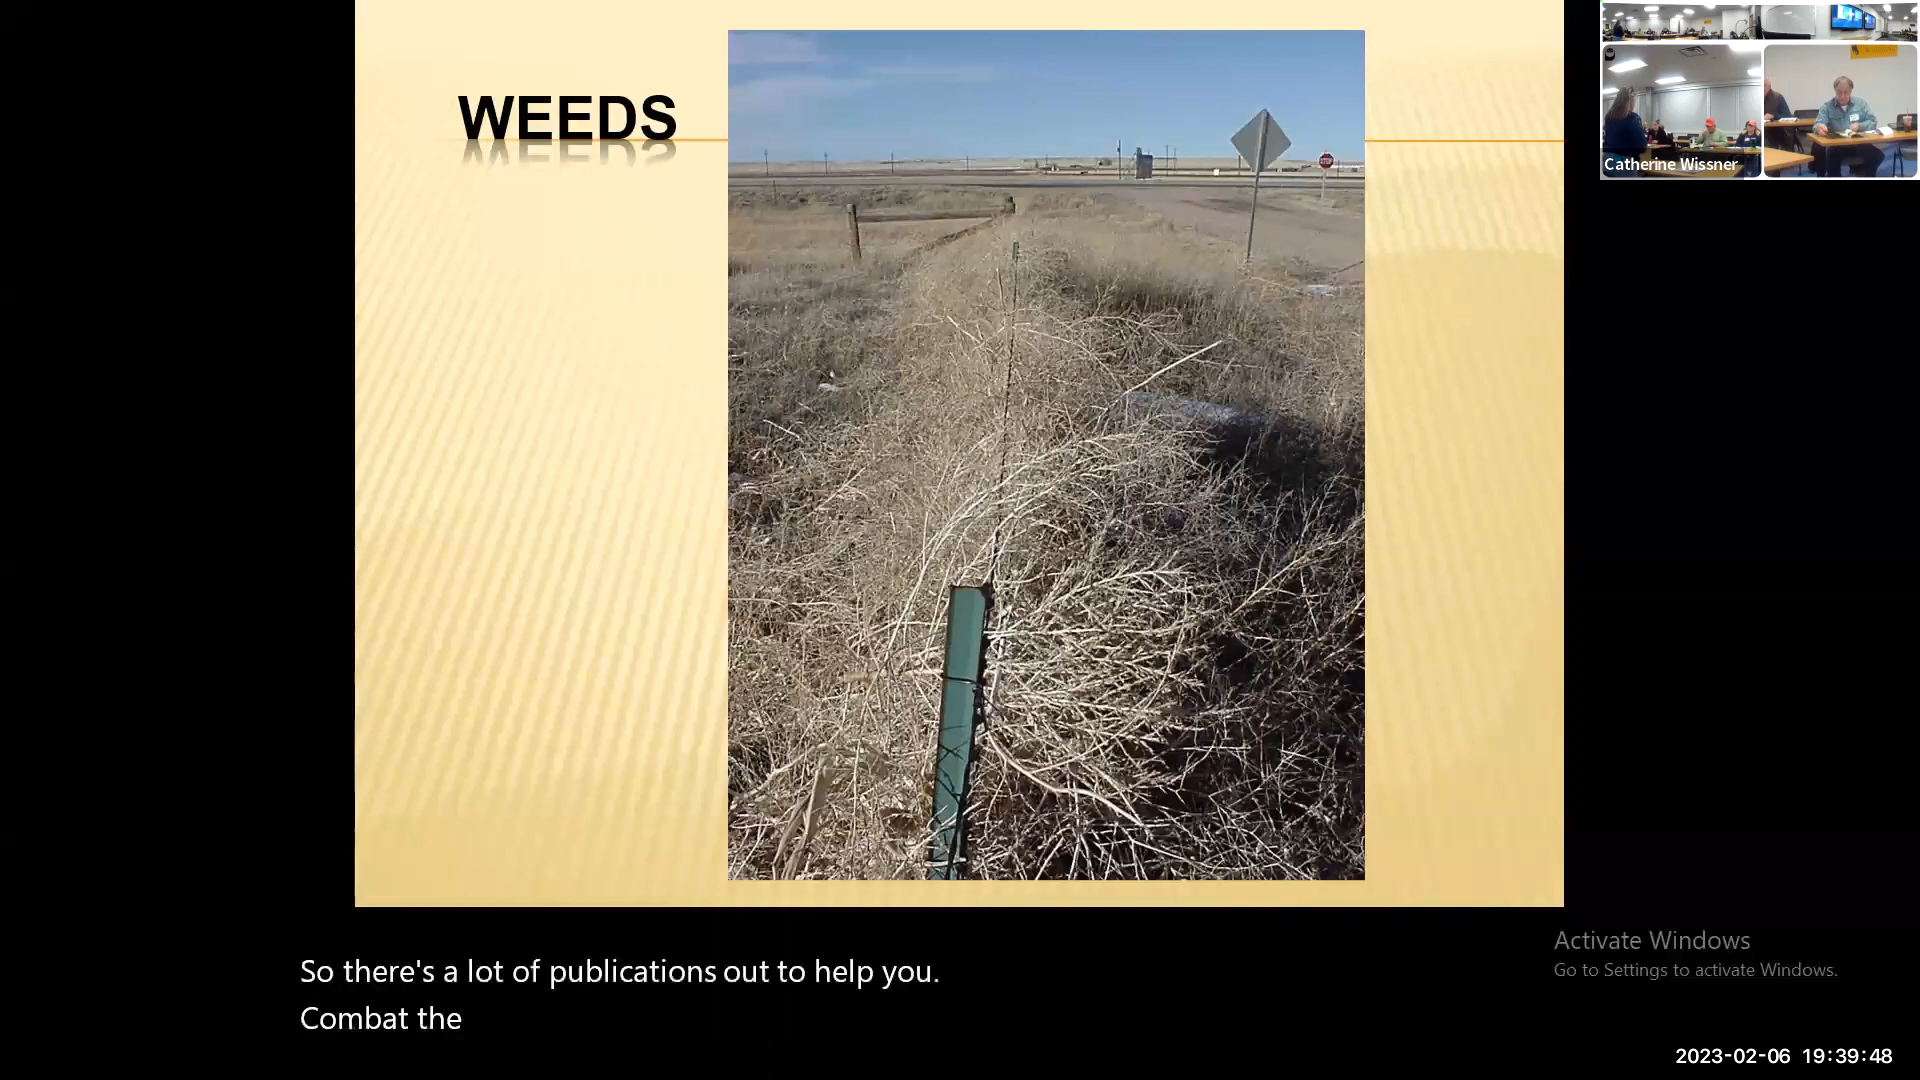 WEEDS
STOP
Catherine Wissner
So there's a lot of publications out to help you.
Combat the
Activate Windows
Go to Settings to activate Windows.
2023-02-06 19:39:48